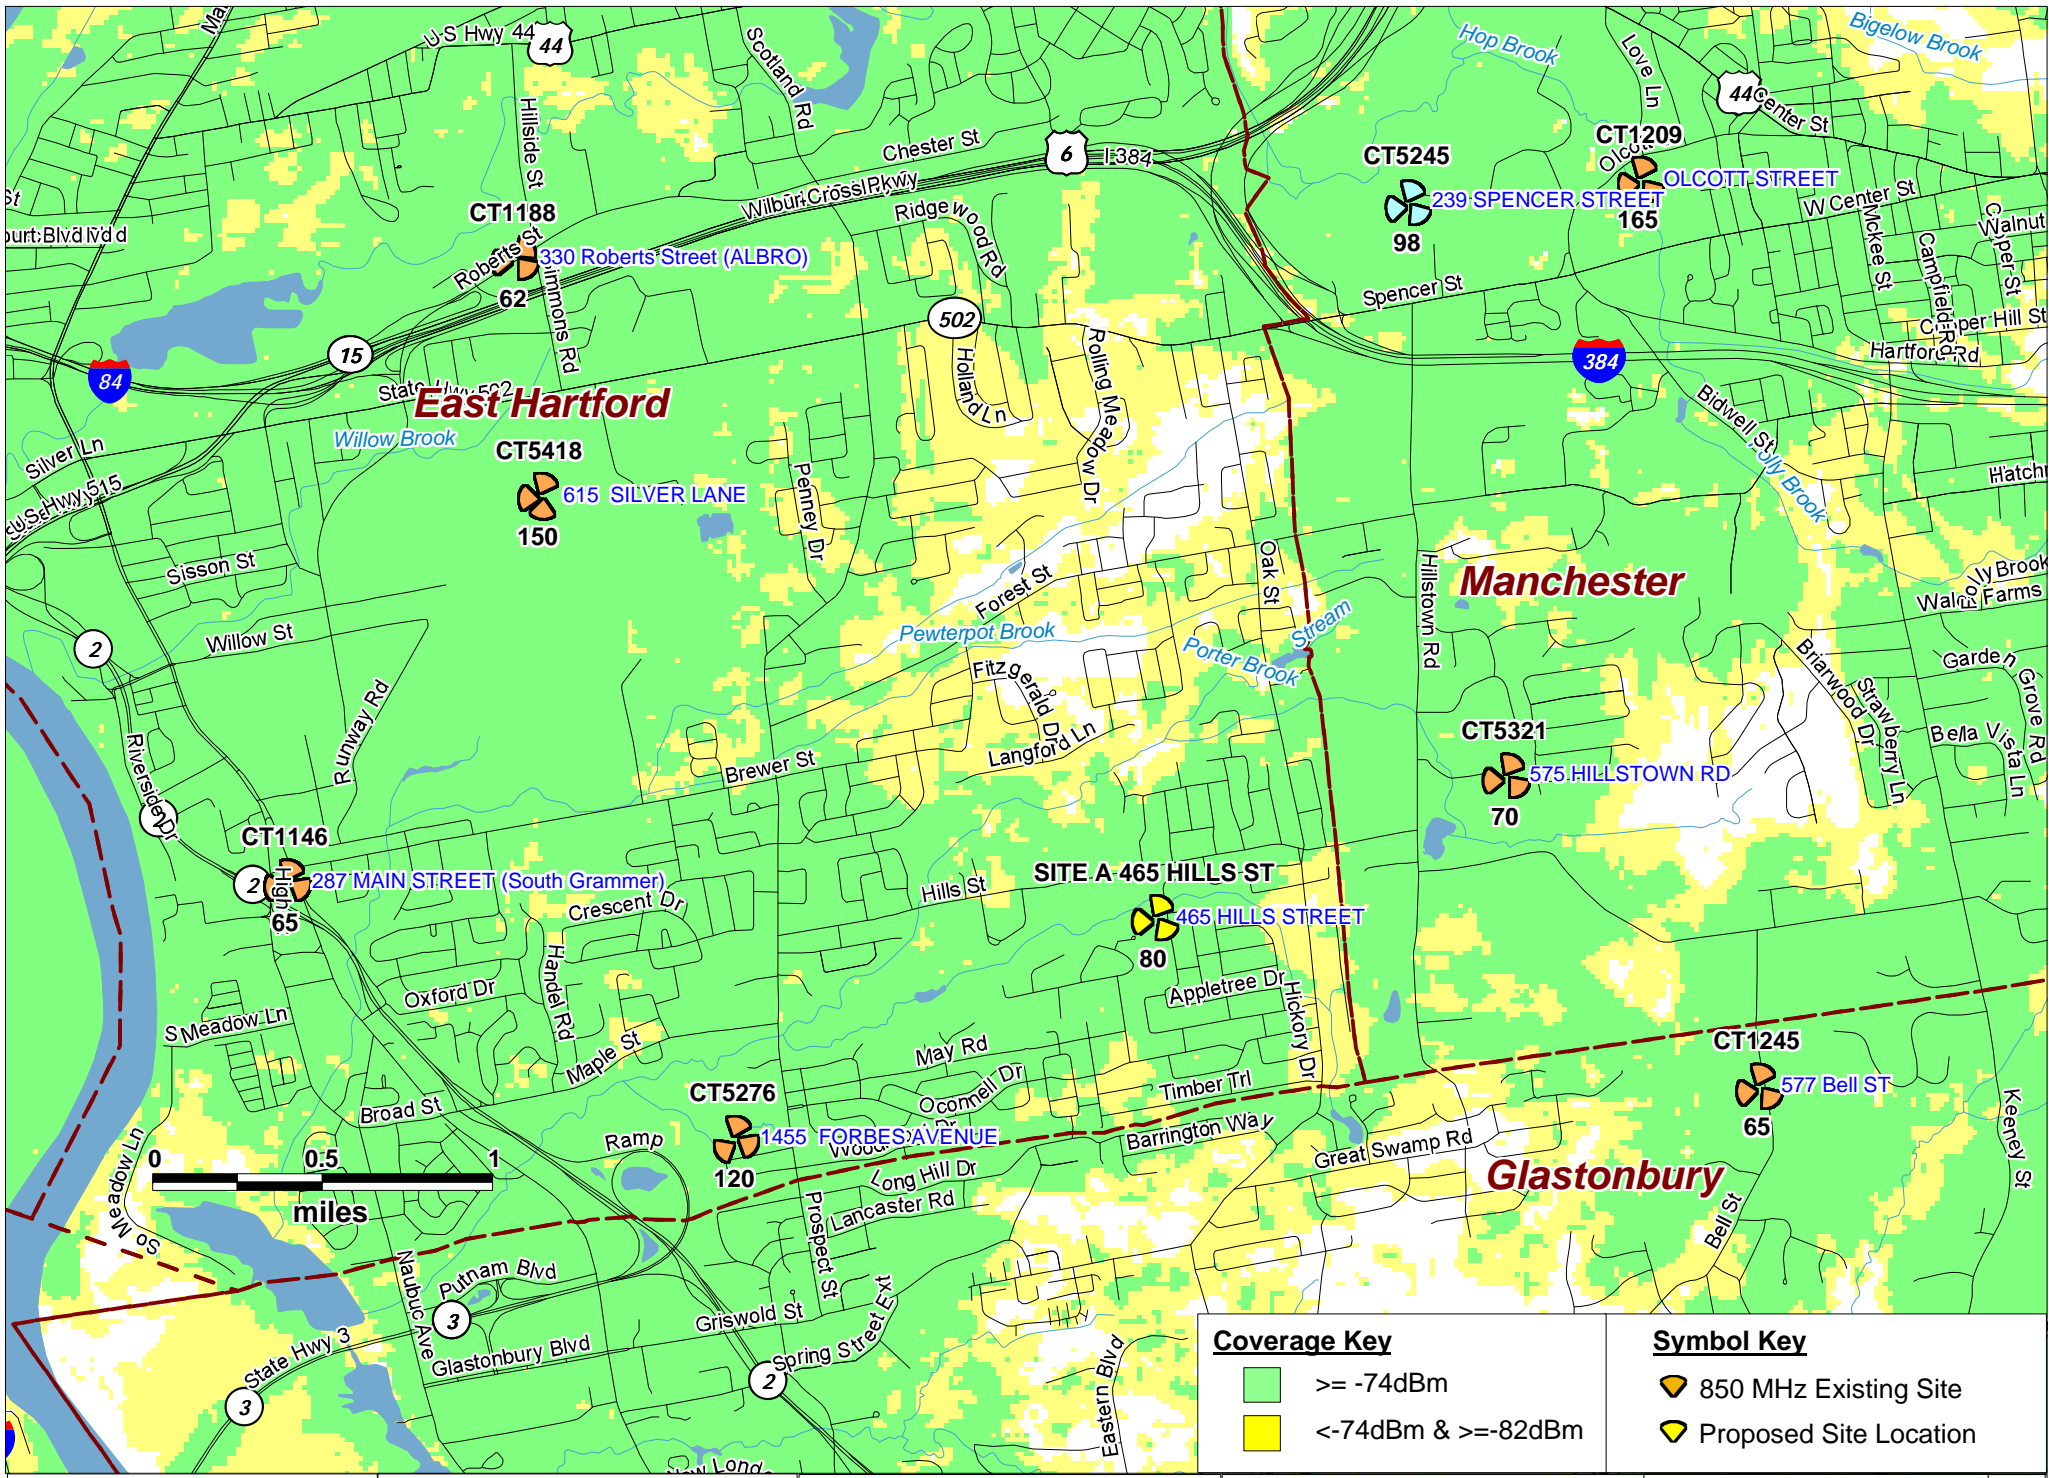 U S Hwy 44
44
Scotland Rd
Hop Brook
Love Ln
Bigelow Brook
44
Center St
Hillside St
Chester St
6
I 384
CT5245
239 SPENCER STREET
98
CT1209
OLCOTT STREET
165
W Center St
Mckee St
Campfield Rd
Walnut
CT1188
Roberts St
330 Roberts Street (ALBRO)
62
Simmons Rd
Wilbur Cross Pkwy
Ridgewood Rd
Spencer St
502
15
84
384
Hartford Rd
Holland Ln
Rolling Meadow Dr
Bidwell St
East Hartford
Willow Brook
Silver Ln
CT5418
615 SILVER LANE
150
Penney Dr
Sisson St
Willow St
Runway Rd
2
Forest St
Pewterpot Brook
Oak St
Stream
Porter Brook
Hillstown Rd
Manchester
Briarwood Dr
Strawberry Ln
Garden Grove Rd
Bella Vista Ln
Fitzgerald Dr
Langford Ln
Brewer St
Riverside Dr
CT5321
575 HILLSTOWN RD
70
CT1146
2
287 MAIN STREET (South Grammer)
65
Crescent Dr
Handel Rd
Oxford Dr
Hills St
SITE A 465 HILLS ST
465 HILLS STREET
80
Appletree Dr
Hickory Dr
S Meadow Ln
Maple St
May Rd
Oconnell Dr
Timber Trl
Broad St
CT5276
1455 FORBES AVENUE
120
Ramp
Long Hill Dr
Lancaster Rd
Barrington Way
Great Swamp Rd
CT1245
577 Bell ST
65
Glastonbury
Bell St
Keeney St
So Meadow Ln
0 0.5 1
miles
Prospect St
Naubuc Ave
Putnam Blvd
3
State Hwy 3
3
Glastonbury Blvd
Griswold St
Spring Street Ext
2
Eastern Blvd
Coverage Key
>= -74dBm
<-74dBm & >=-82dBm
Symbol Key
850 MHz Existing Site
Proposed Site Location